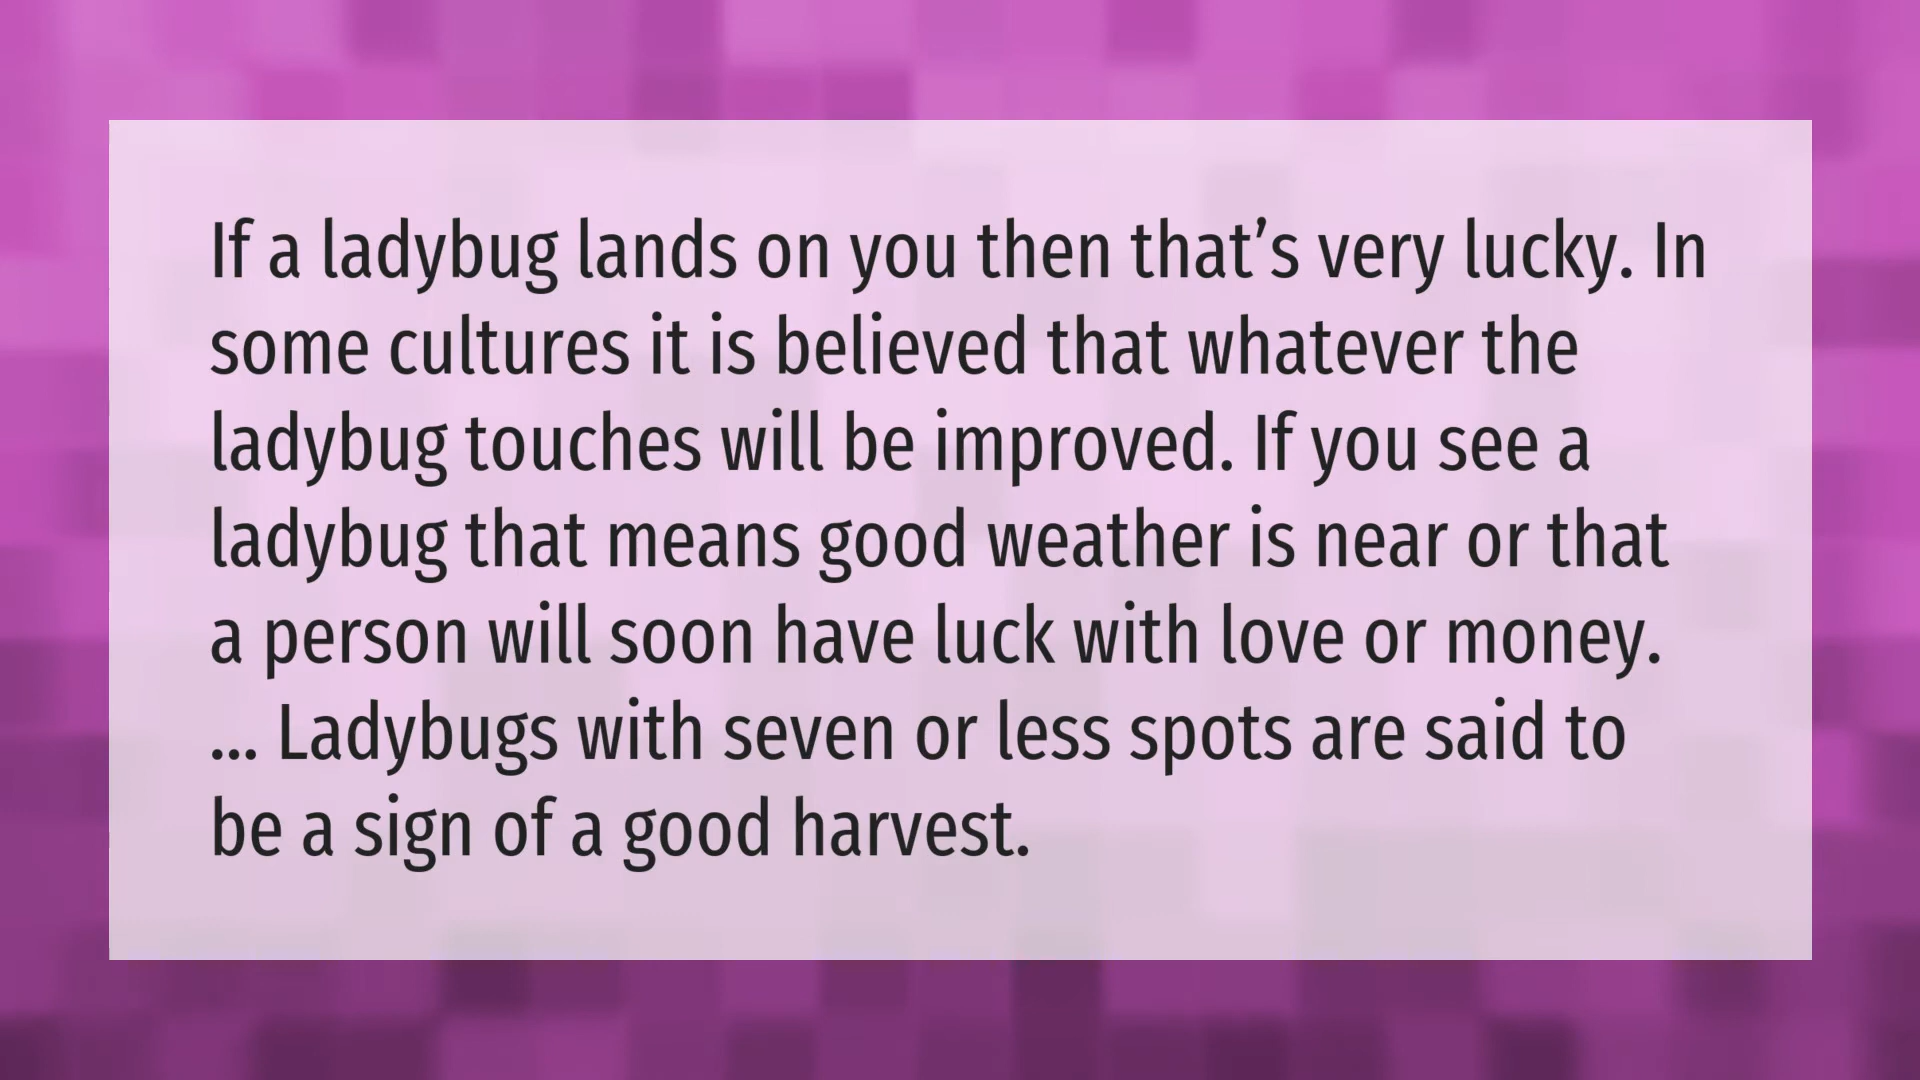 If a ladybug lands on you then that’s very lucky. In
some cultures it is believed that whatever the
ladybug touches will be improved. If you see a
ladybug that means good weather is near or that
a person will soon have luck with love or money.
... Ladybugs with seven or less spots are said to
be a sign of a good harvest.